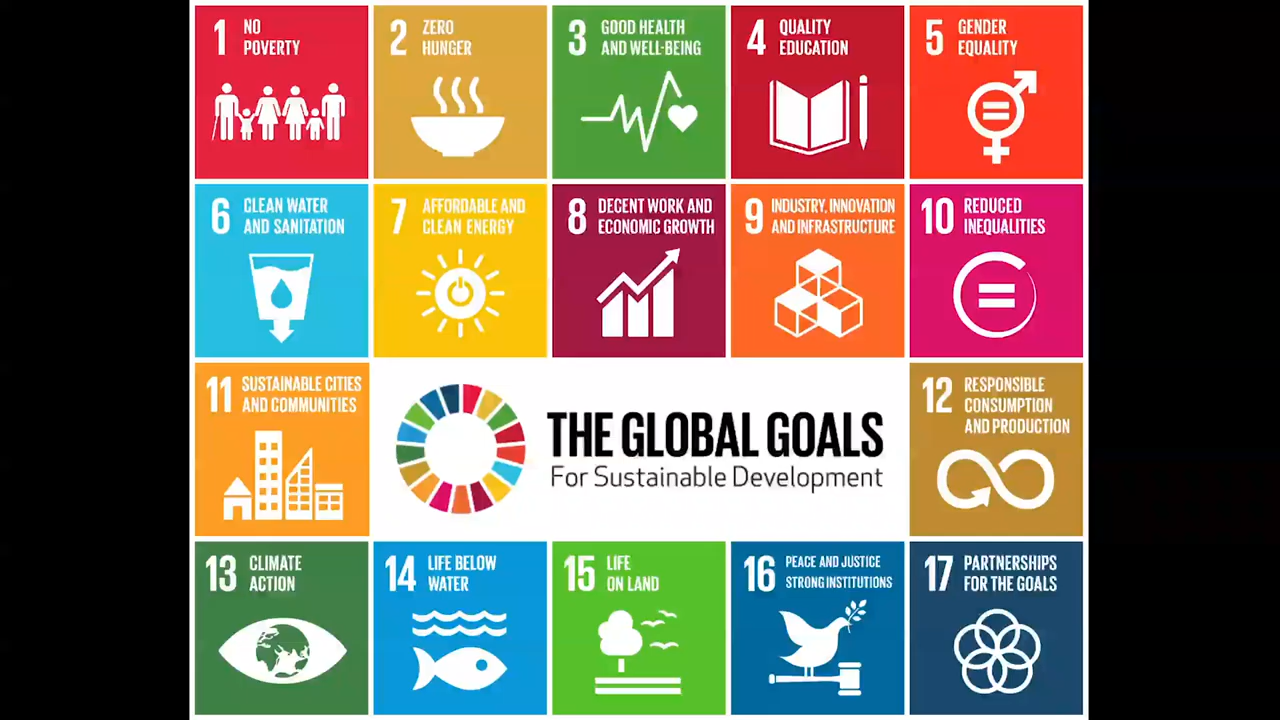 1 NO
POVERTY
2 ZERO
HUNGER
3 GOOD HEALTH
AND WELL-BEING
4 QUALITY
EDUCATION
5 GENDER
EQUALITY
6 CLEAN WATER
AND SANITATION
7 AFFORDABLE AND
CLEAN ENERGY
8 DECENT WORK AND
ECONOMIC GROWTH
9 INDUSTRY, INNOVATION
AND INFRASTRUCTURE
10 REDUCED
INEQUALITIES
11 SUSTAINABLE CITIES
AND COMMUNITIES
THE GLOBAL GOALS
For Sustainable Development
12 RESPONSIBLE
CONSUMPTION
AND PRODUCTION
13 CLIMATE
ACTION
14 LIFE BELOW
WATER
15 LIFE
ON LAND
16 PEACE AND JUSTICE
STRONG INSTITUTIONS
17 PARTNERSHIPS
FOR THE GOALS